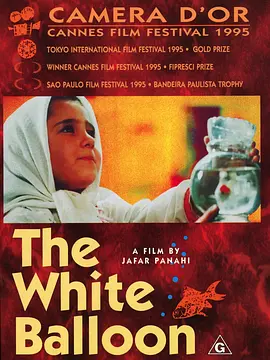 CAMERA D'OR
CANNES FILM FESTIVAL 1995
TOKYO INTERNATIONAL FILM FESTIVAL 1995 • GOLD PRIZE
WINNER CANNES FILM FESTIVAL 1995 • FIPRESCI PRIZE
SAO PAULO FILM FESTIVAL 1995 • BANDEIRA PAULISTA TROPHY
The
White
Balloon
A FILM BY
JAFAR PANAHI
G